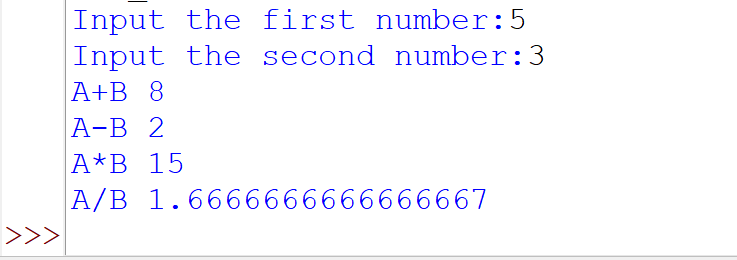 Input the first number:5
Input the second number:3
A+B 8
A-B 2
A*B 15
A/B 1.6666666666666667
>>>